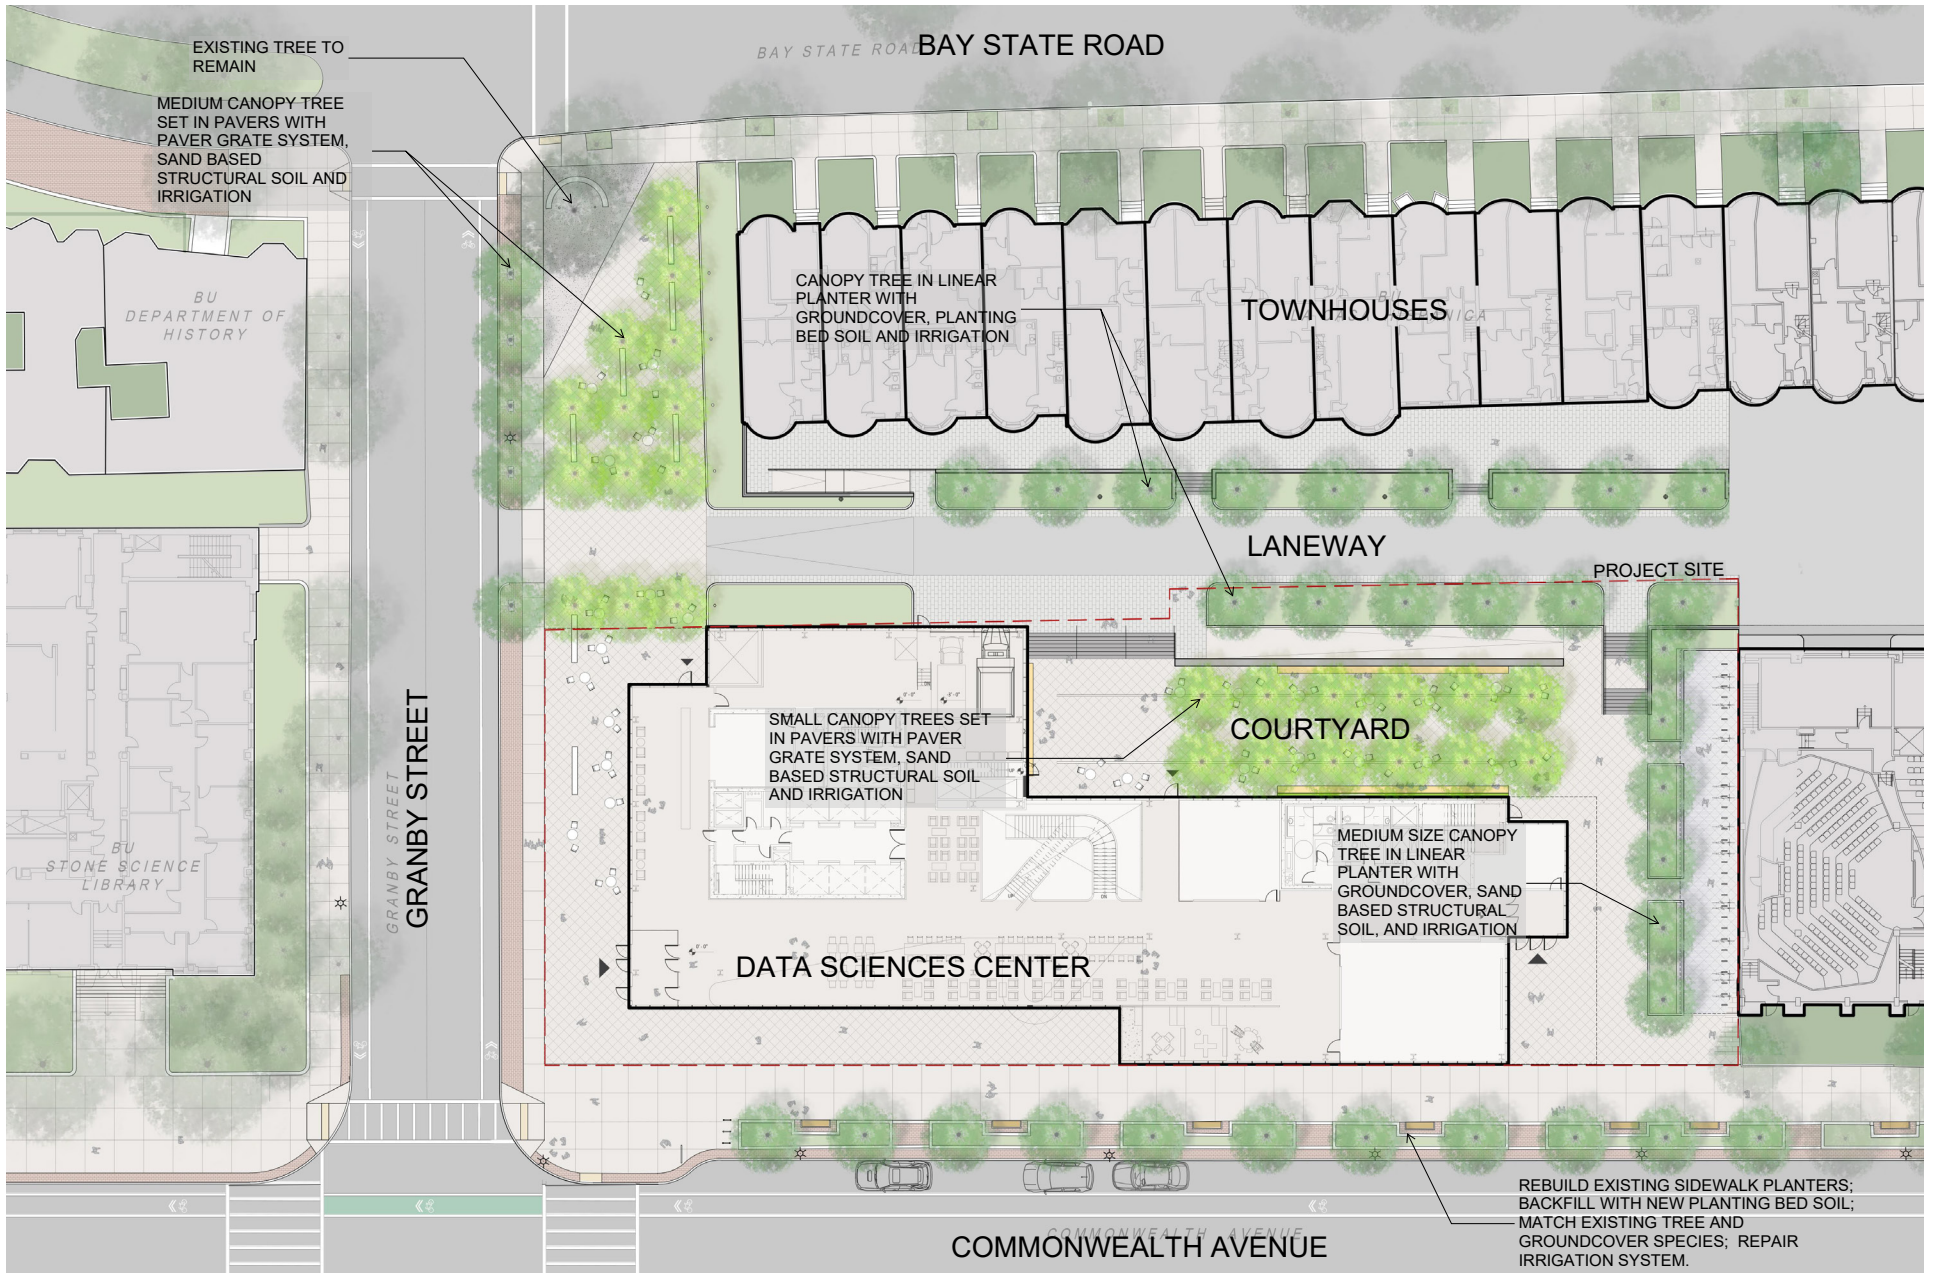 BAY STATE ROAD
BAY STATE ROAD
EXISTING TREE TO
REMAIN
MEDIUM CANOPY TREE
SET IN PAVERS WITH
PAVER GRATE SYSTEM,
SAND BASED
STRUCTURAL SOIL AND
IRRIGATION
BU
DEPARTMENT OF
HISTORY
CANOPY TREE IN LINEAR
PLANTER WITH
GROUNDCOVER, PLANTING
BED SOIL AND IRRIGATION
TOWNHOUSES
LANEWAY
PROJECT SITE
GRANBY STREET
GRANBY STREET
SMALL CANOPY TREES SET
IN PAVERS WITH PAVER
GRATE SYSTEM, SAND
BASED STRUCTURAL SOIL
AND IRRIGATION
COURTYARD
BU
STONE SCIENCE
LIBRARY
MEDIUM SIZE CANOPY
TREE IN LINEAR
PLANTER WITH
GROUNDCOVER, SAND
BASED STRUCTURAL
SOIL, AND IRRIGATION
DATA SCIENCES CENTER
REBUILD EXISTING SIDEWALK PLANTERS;
BACKFILL WITH NEW PLANTING BED SOIL;
MATCH EXISTING TREE AND
GROUNDCOVER SPECIES; REPAIR
IRRIGATION SYSTEM.
COMMONWEALTH AVENUE
COMMONWEALTH AVENUE